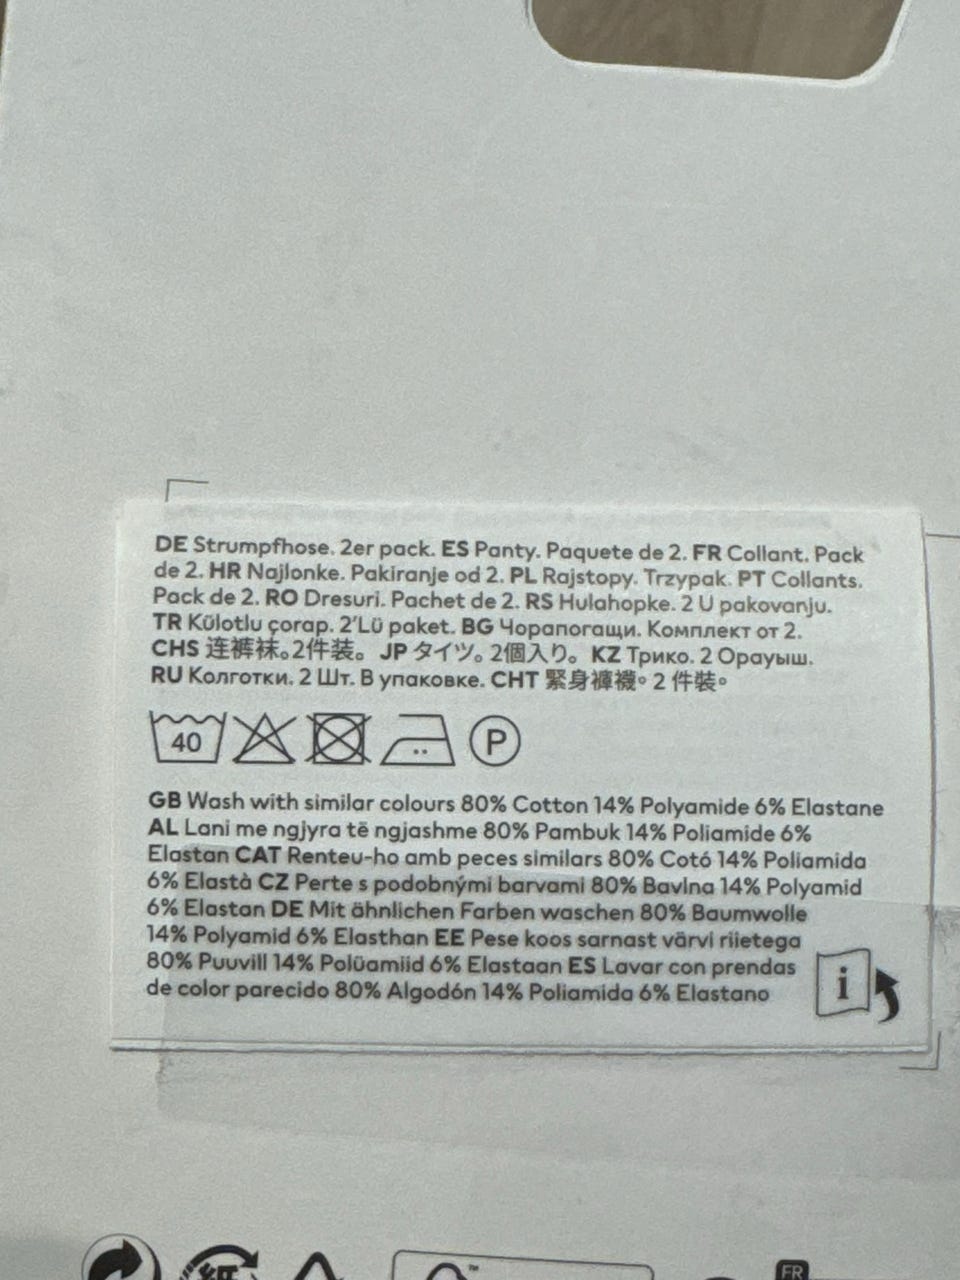 DE Strumpfhose. 2er pack. ES Panty. Paquete de 2. FR Collant. Pack
de 2. HR Najlonke. Pakiranje od 2. PL Rajstopy. Trzypak. PT Collants.
Pack de 2. RO Dresuri. Pachet de 2. RS Hulahopke. 2 U pakovanju.
TR Külotlu çorap. 2'Lü paket. BG Чорапогащи. Комплект от 2.
CHS 连裤袜。2件装。 JP タイツ。2個入り。 KZ Трико. 2 Орауыш.
RU Колготки. 2 Шт. В упаковке. CHT 緊身褲襪。2 件裝。
40 P
GB Wash with similar colours 80% Cotton 14% Polyamide 6% Elastane
AL Lani me ngjyra të ngjashme 80% Pambuk 14% Poliamide 6%
Elastan CAT Renteu-ho amb peces similars 80% Cotó 14% Poliamida
6% Elastà CZ Perte s podobnými barvami 80% Bavlna 14% Polyamid
6% Elastan DE Mit ähnlichen Farben waschen 80% Baumwolle
14% Polyamid 6% Elasthan EE Pese koos sarnast värvi riietega
80% Puuvill 14% Polüamiid 6% Elastaan ES Lavar con prendas
de color parecido 80% Algodón 14% Poliamida 6% Elastano
i
TM FR